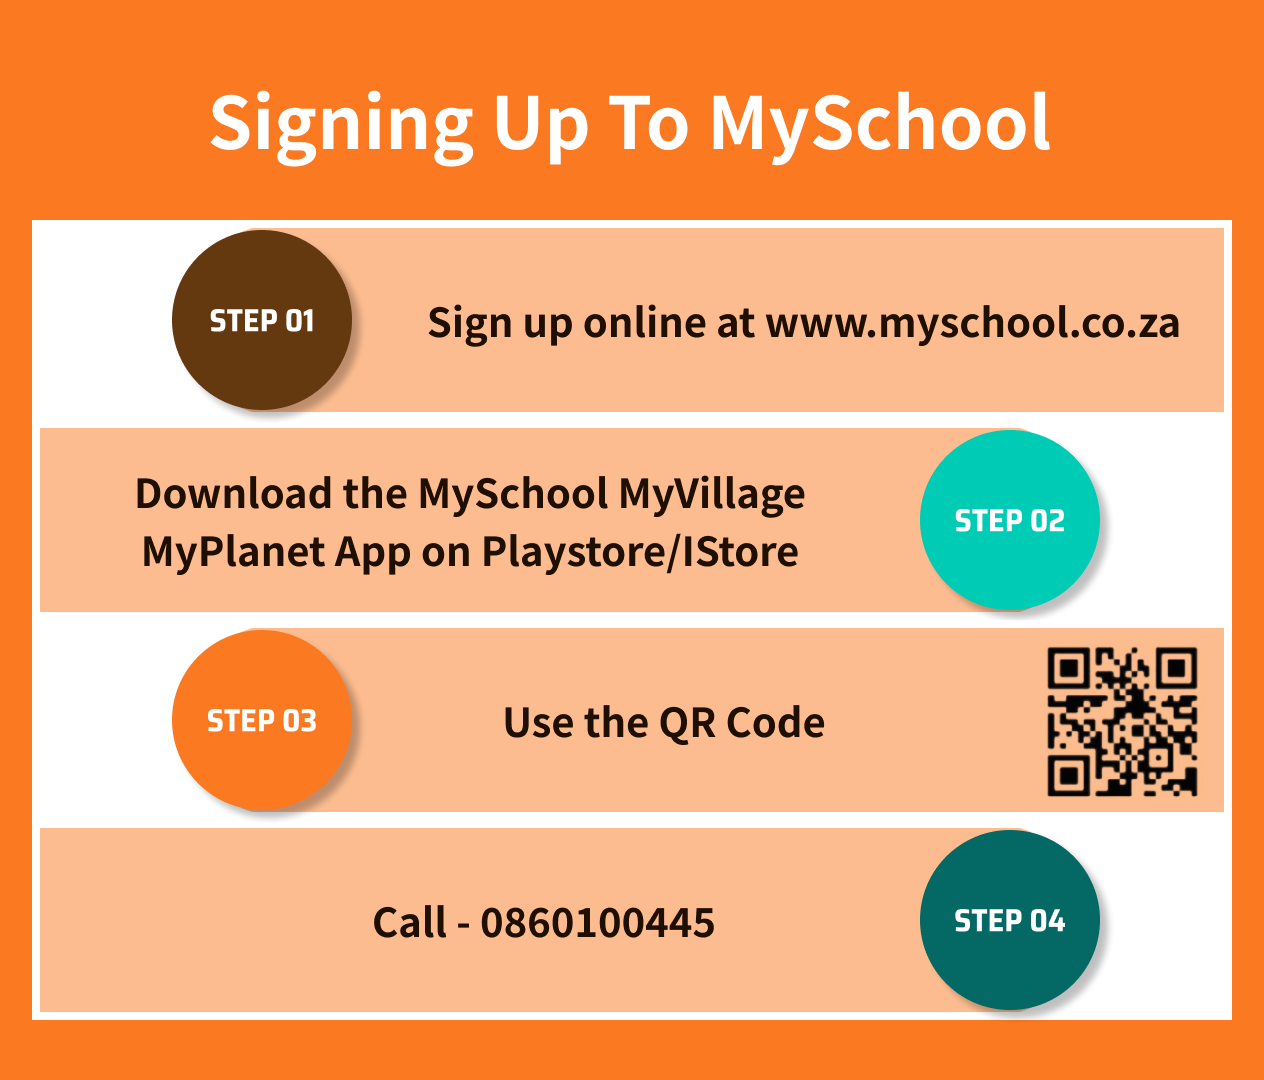 Signing Up To MySchool
STEP 01
Sign up online at www.myschool.co.za
Download the MySchool MyVillage
MyPlanet App on Playstore/IStore
STEP 02
STEP 03
Use the QR Code
Call - 0860100445
STEP 04